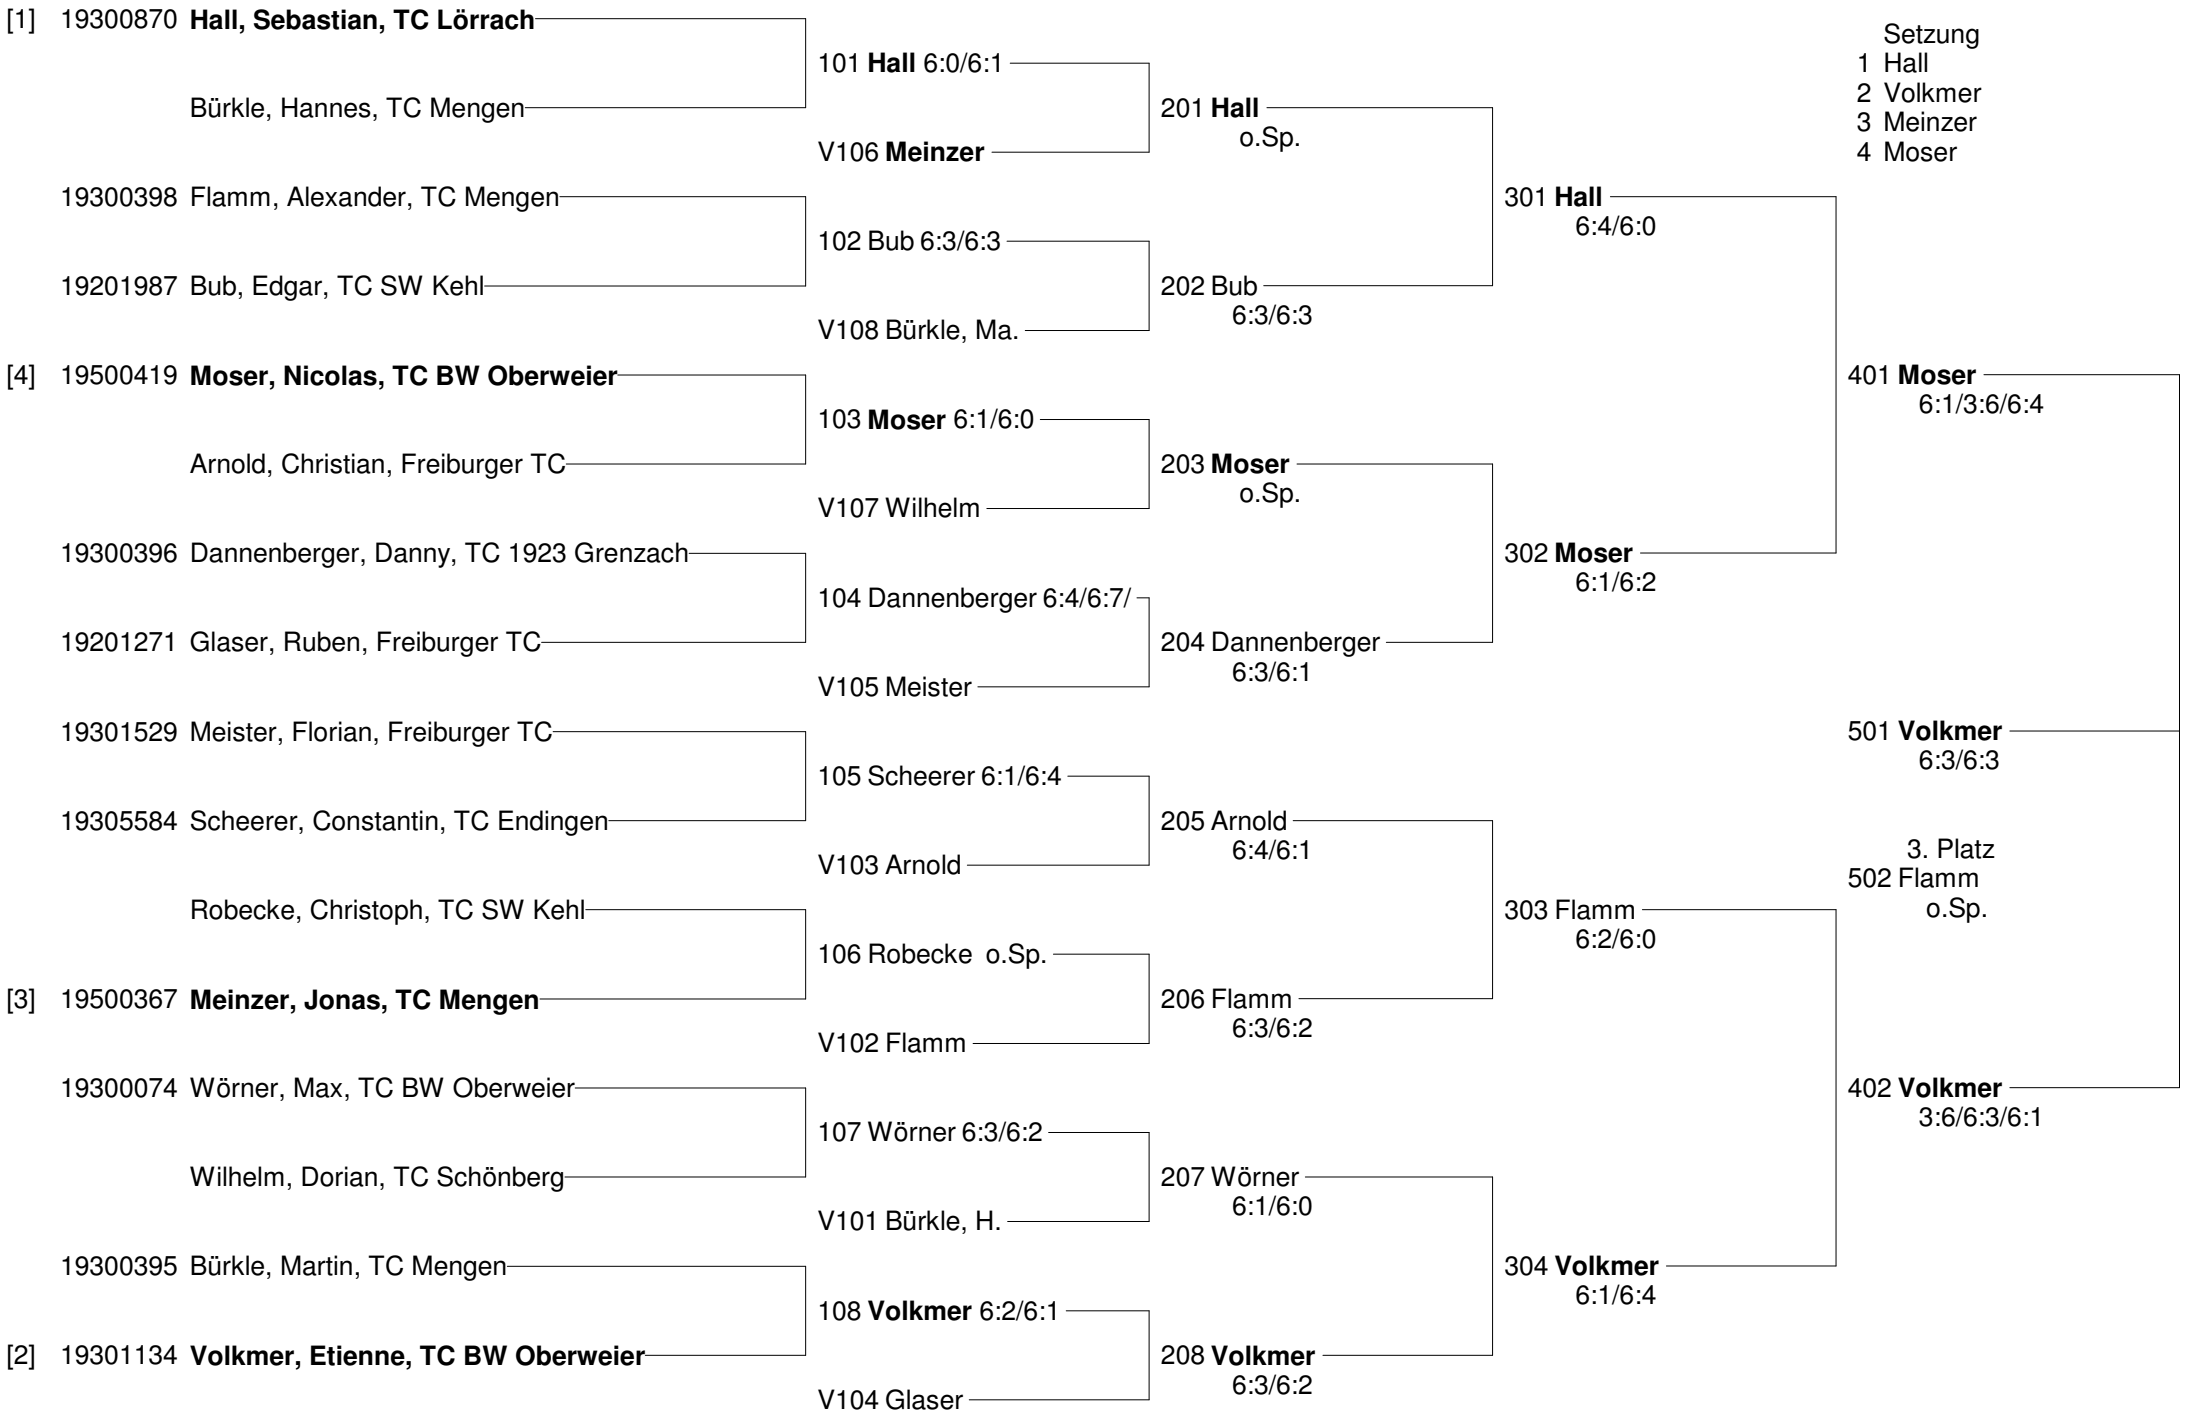 [1] 19300870 Hall, Sebastian, TC Lörrach
Setzung
1 Hall
101 Hall 6:0/6:1
2 Volkmer
Bürkle, Hannes, TC Mengen
201 Hall
3 Meinzer
o.Sp.
V106 Meinzer
4 Moser
19300398 Flamm, Alexander, TC Mengen
301 Hall
6:4/6:0
102 Bub 6:3/6:3
19201987 Bub, Edgar, TC SW Kehl
202 Bub
6:3/6:3
V108 Bürkle, Ma.
[4] 19500419 Moser, Nicolas, TC BW Oberweier
401 Moser
6:1/3:6/6:4
103 Moser 6:1/6:0
Arnold, Christian, Freiburger TC
203 Moser
o.Sp.
V107 Wilhelm
19300396 Dannenberger, Danny, TC 1923 Grenzach
302 Moser
6:1/6:2
104 Dannenberger 6:4/6:7/
19201271 Glaser, Ruben, Freiburger TC
204 Dannenberger
6:3/6:1
V105 Meister
19301529 Meister, Florian, Freiburger TC
501 Volkmer
6:3/6:3
105 Scheerer 6:1/6:4
19305584 Scheerer, Constantin, TC Endingen
205 Arnold
6:4/6:1
3. Platz
V103 Arnold
502 Flamm
o.Sp.
Robecke, Christoph, TC SW Kehl
303 Flamm
6:2/6:0
106 Robecke o.Sp.
[3] 19500367 Meinzer, Jonas, TC Mengen
206 Flamm
6:3/6:2
V102 Flamm
19300074 Wörner, Max, TC BW Oberweier
402 Volkmer
3:6/6:3/6:1
107 Wörner 6:3/6:2
Wilhelm, Dorian, TC Schönberg
207 Wörner
6:1/6:0
V101 Bürkle, H.
19300395 Bürkle, Martin, TC Mengen
304 Volkmer
6:1/6:4
108 Volkmer 6:2/6:1
[2] 19301134 Volkmer, Etienne, TC BW Oberweier
208 Volkmer
6:3/6:2
V104 Glaser